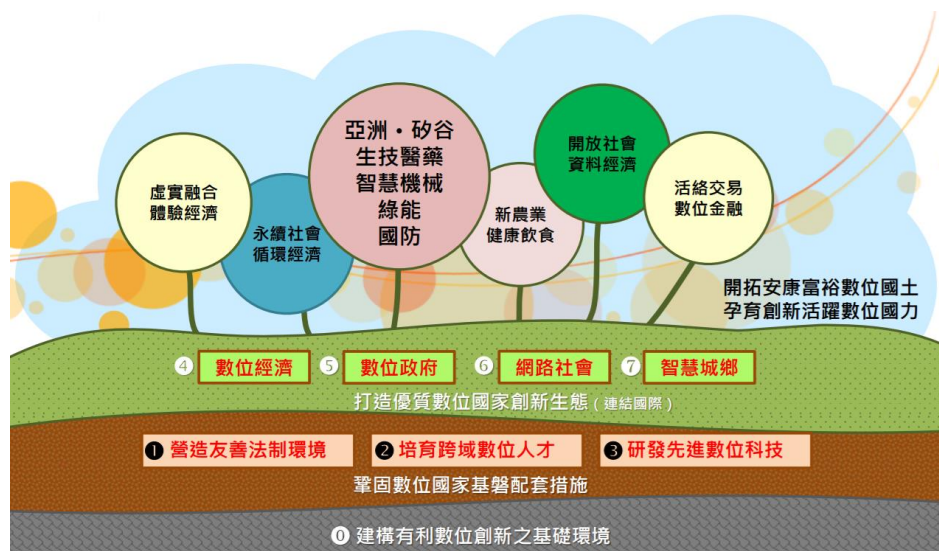 虛實融合
體驗經濟
永續社會
循環經濟
亞洲・矽谷
生技醫藥
智慧機械
綠能
國防
新農業
健康飲食
開放社會
資料經濟
活絡交易
數位金融
開拓安康富裕數位國土
孕育創新活躍數位國力
④ 數位經濟 ⑤ 數位政府 ⑥ 網路社會 ⑦ 智慧城鄉
打造優質數位國家創新生態(連結國際)
❶ 營造友善法制環境 ❷ 培育跨域數位人才 ❸ 研發先進數位科技
鞏固數位國家基磐配套措施
⓪ 建構有利數位創新之基礎環境